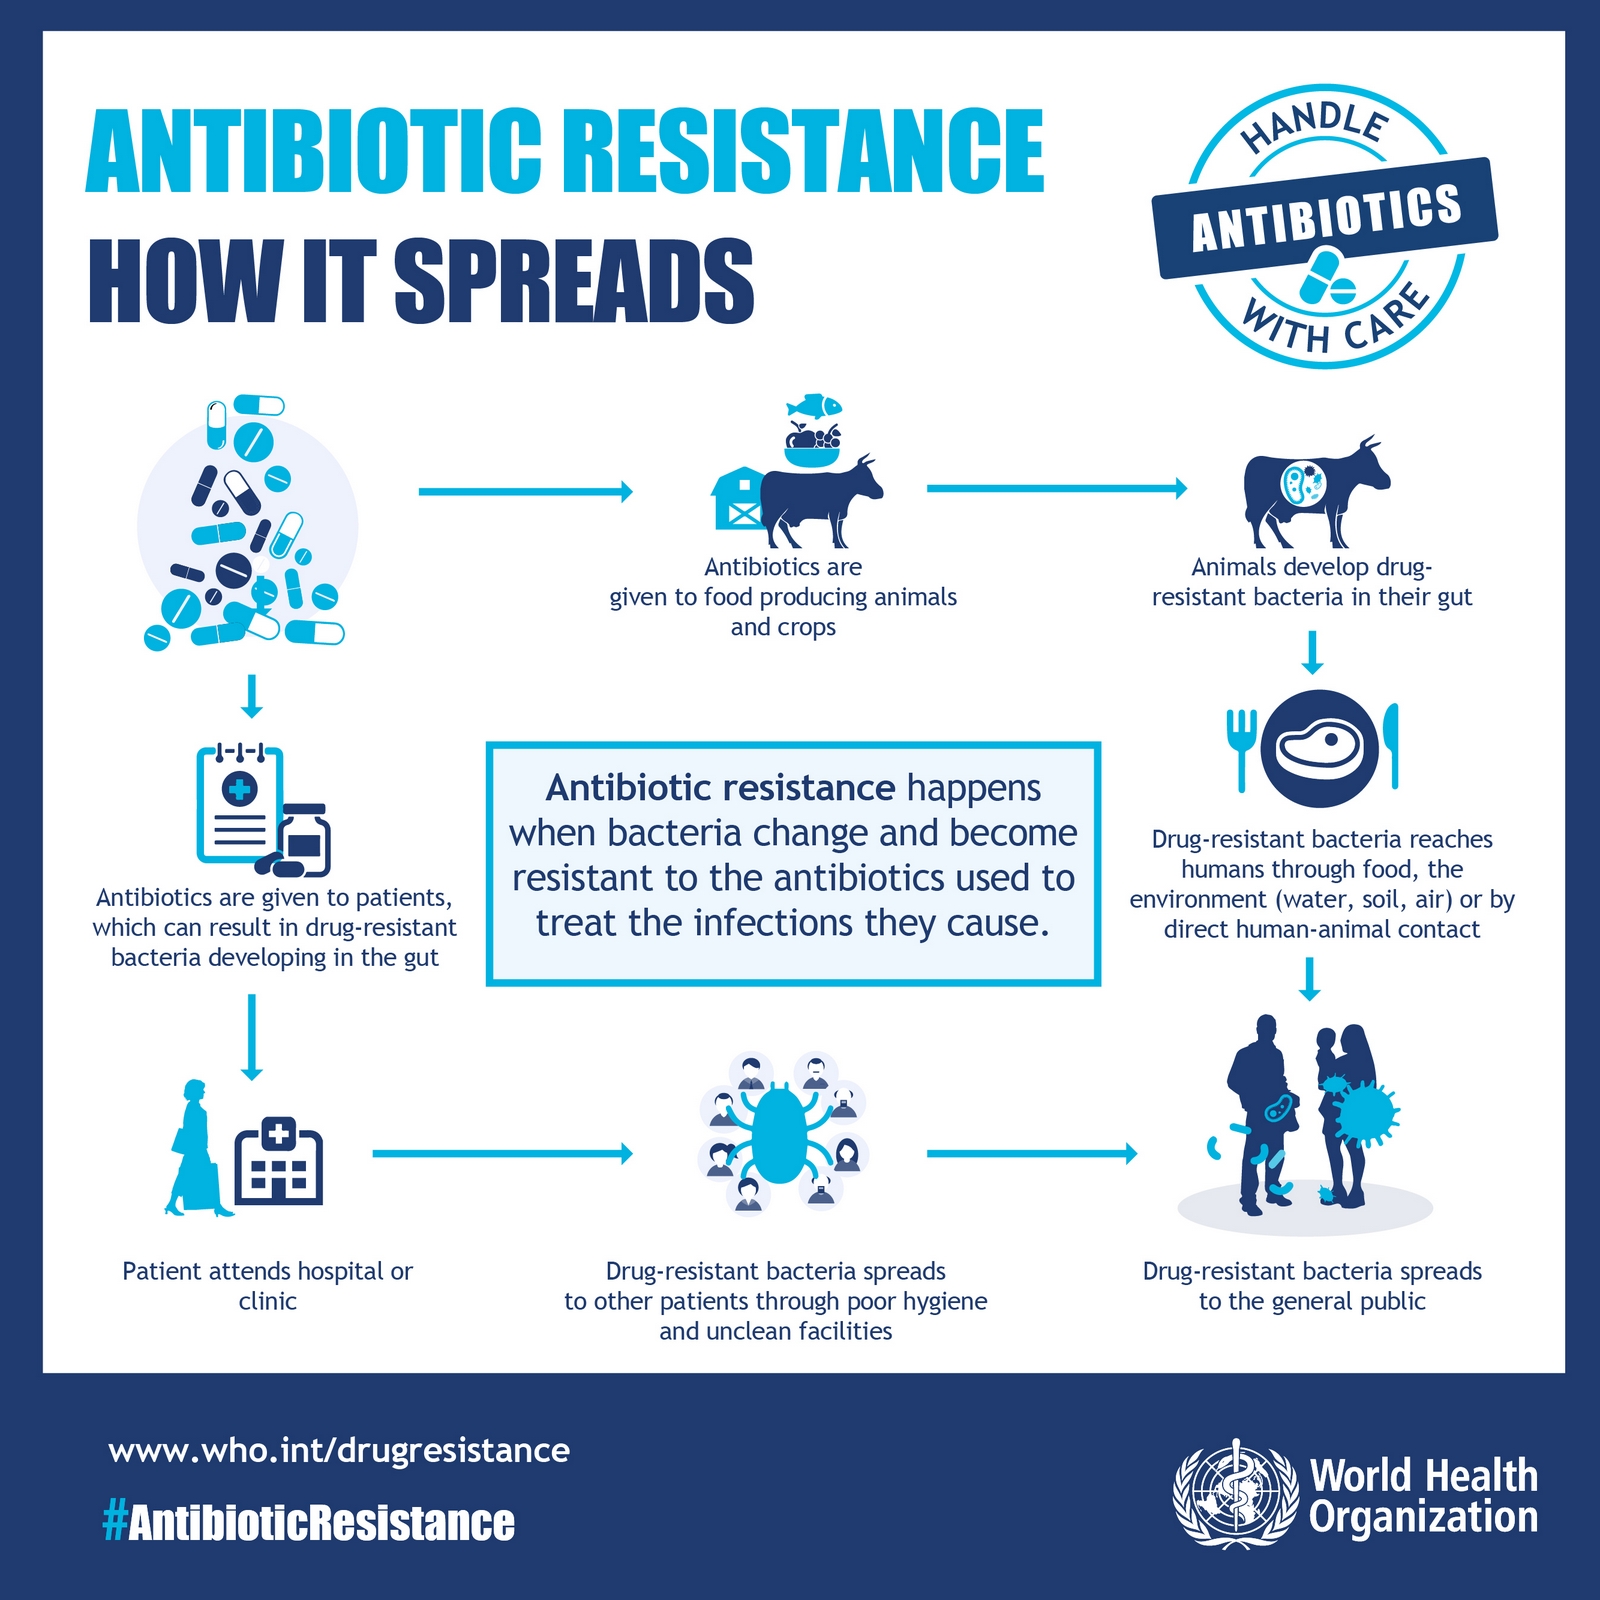 ANTIBIOTIC RESISTANCE
HOW IT SPREADS
HANDLE
ANTIBIOTICS
WITH CARE
Antibiotics are
given to food producing animals
and crops
Animals develop drug-
resistant bacteria in their gut
Antibiotics are given to patients,
which can result in drug-resistant
bacteria developing in the gut
Antibiotic resistance happens
when bacteria change and become
resistant to the antibiotics used to
treat the infections they cause.
Drug-resistant bacteria reaches
humans through food, the
environment (water, soil, air) or by
direct human-animal contact
Patient attends hospital or
clinic
Drug-resistant bacteria spreads
to other patients through poor hygiene
and unclean facilities
Drug-resistant bacteria spreads
to the general public
www.who.int/drugresistance
#AntibioticResistance
World Health
Organization